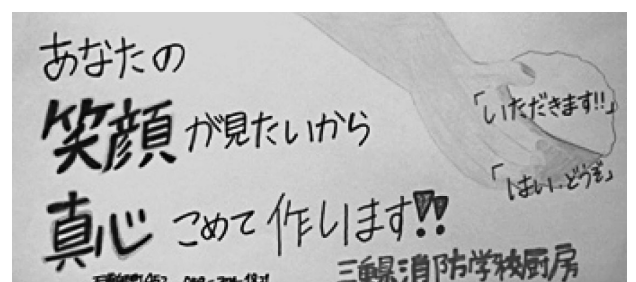 あなたの
笑顔が見たいから
真心こめて作ります!!
「いただきます!!」
「はい、どうぞ」
三重県消防学校厨房